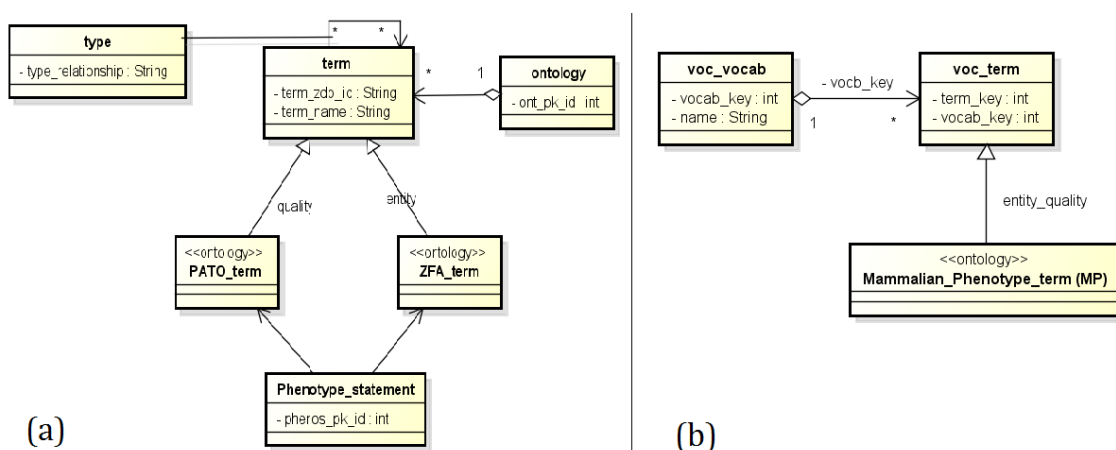 type
- type_relationship : String
* *
term
- term_zdb_id : String
- term_name : String
* 1
ontology
- ont_pk_id : int
quality
entity
<<ortology>>
PATO_term
<<ontology>>
ZFA_term
Phenotype_statement
- pheros_pk_id : int
(a)
voc_vocab
- vocab_key : int
- name : String
- vocb_key
1 *
voc_term
- term_key : int
- vocab_key : int
entity_quality
<<ontology>>
Mammalian_Phenotype_term (MP)
(b)